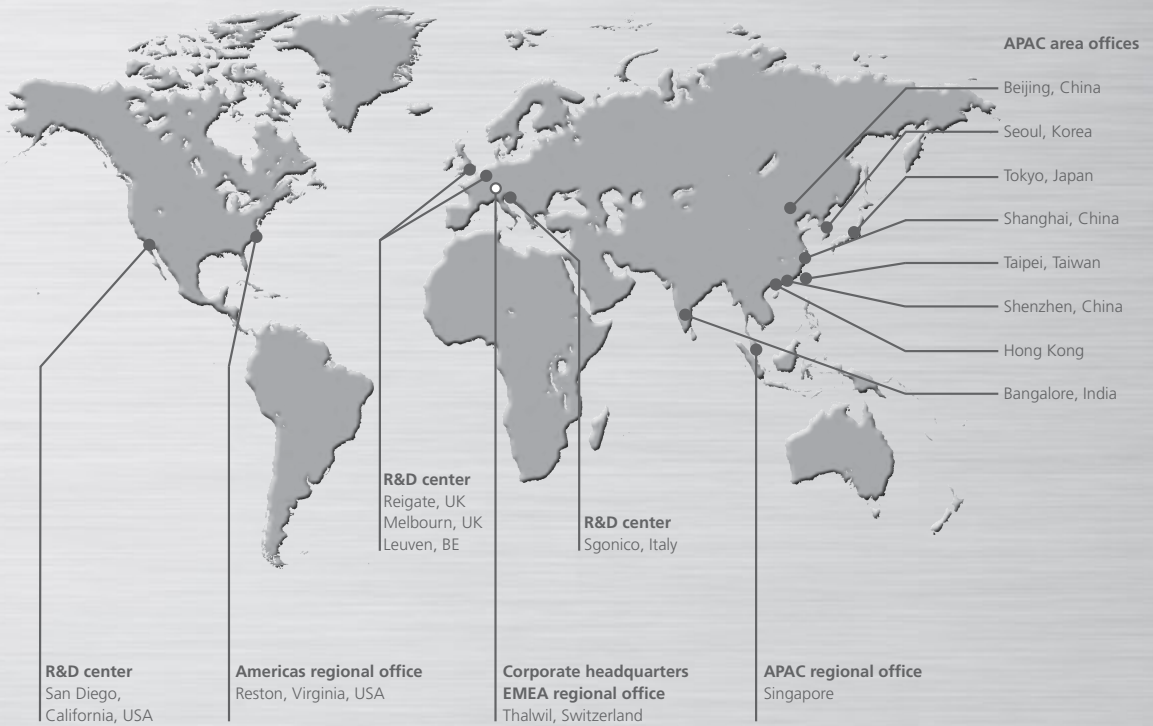 APAC area offices
Beijing, China
Seoul, Korea
Tokyo, Japan
Shanghai, China
Taipei, Taiwan
Shenzhen, China
Hong Kong
Bangalore, India
R&D center
Reigate, UK
Melbourn, UK
Leuven, BE
R&D center
Sgonico, Italy
R&D center
San Diego,
California, USA
Americas regional office
Reston, Virginia, USA
Corporate headquarters
EMEA regional office
Thalwil, Switzerland
APAC regional office
Singapore